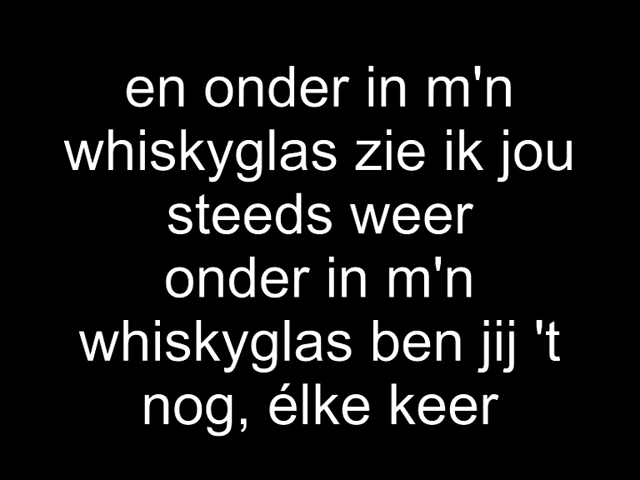 en onder in m'n
whiskyglas zie ik jou
steeds weer
onder in m'n
whiskyglas ben jij 't
nog, élke keer